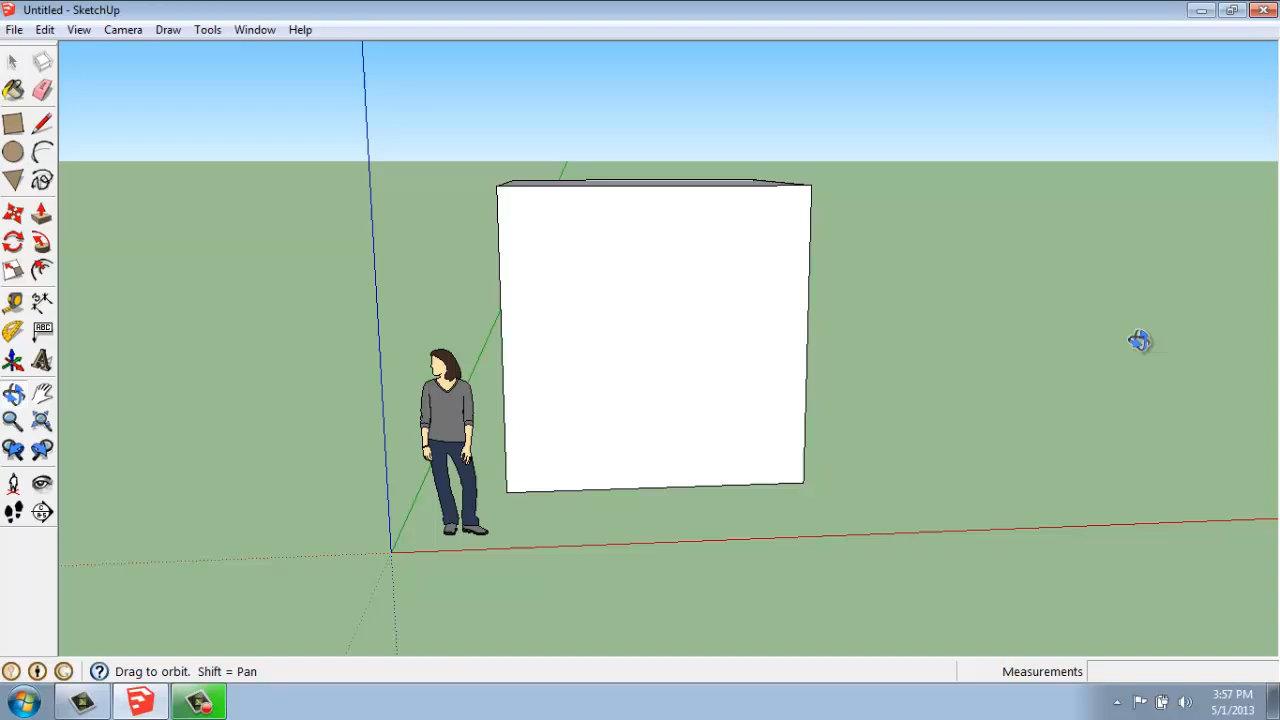 Untitled - SketchUp
File Edit View Camera Draw Tools Window Help
ABC
Drag to orbit. Shift = Pan
Measurements
3:57 PM
5/1/2013